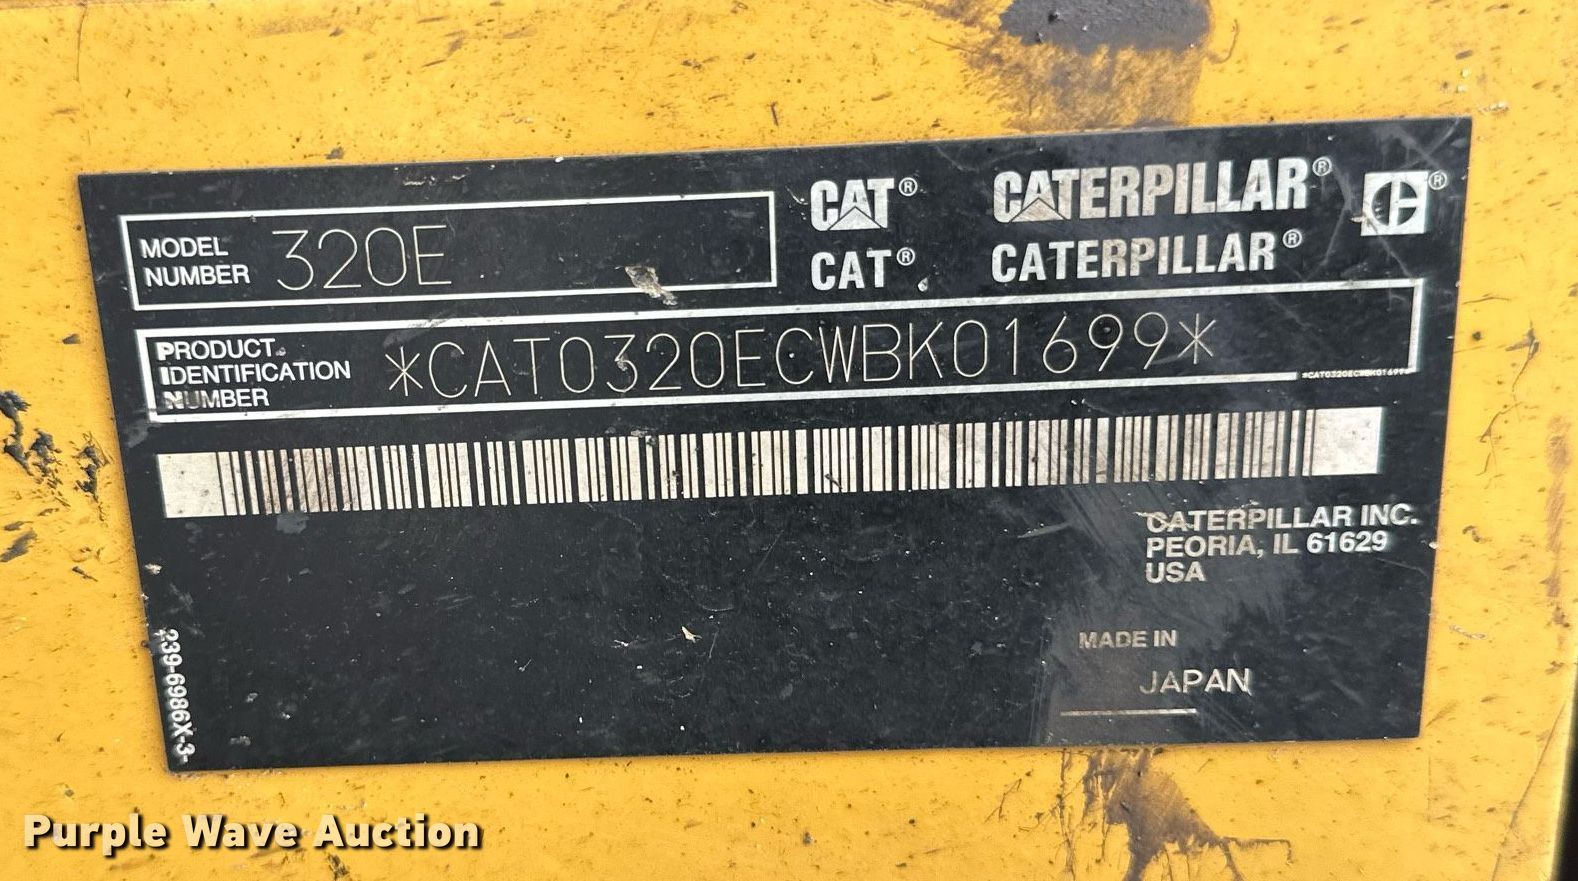 MODEL NUMBER 320E
CAT® CATERPILLAR® C®
CAT® CATERPILLAR®
PRODUCT IDENTIFICATION NUMBER *CAT0320ECWBK01699*
*CAT0320ECWBK01699*
CATERPILLAR INC.
PEORIA, IL 61629
USA
MADE IN
JAPAN
239-6986X-3-
Purple Wave Auction